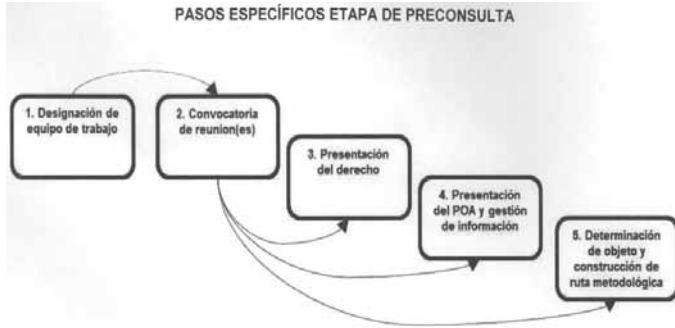 PASOS ESPECÍFICOS ETAPA DE PRECONSULTA
1. Designación de
equipo de trabajo
2. Convocatoria
de reunion(es)
3. Presentación
del derecho
4. Presentación
del POA y gestión
de información
5. Determinación
de objeto y
construcción de
ruta metodológica